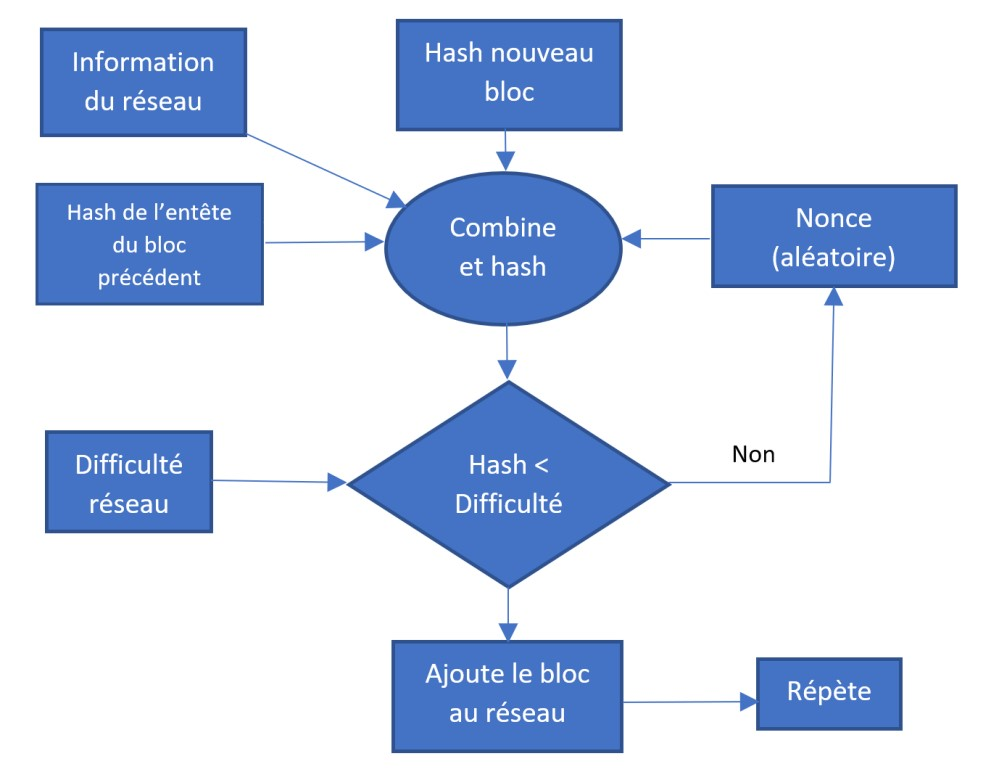 Information
du réseau
Hash nouveau
bloc
Hash de l'entête
du bloc
précédent
Combine
et hash
Nonce
(aléatoire)
Difficulté
réseau
Hash <
Difficulté
Non
Ajoute le bloc
au réseau
Répète